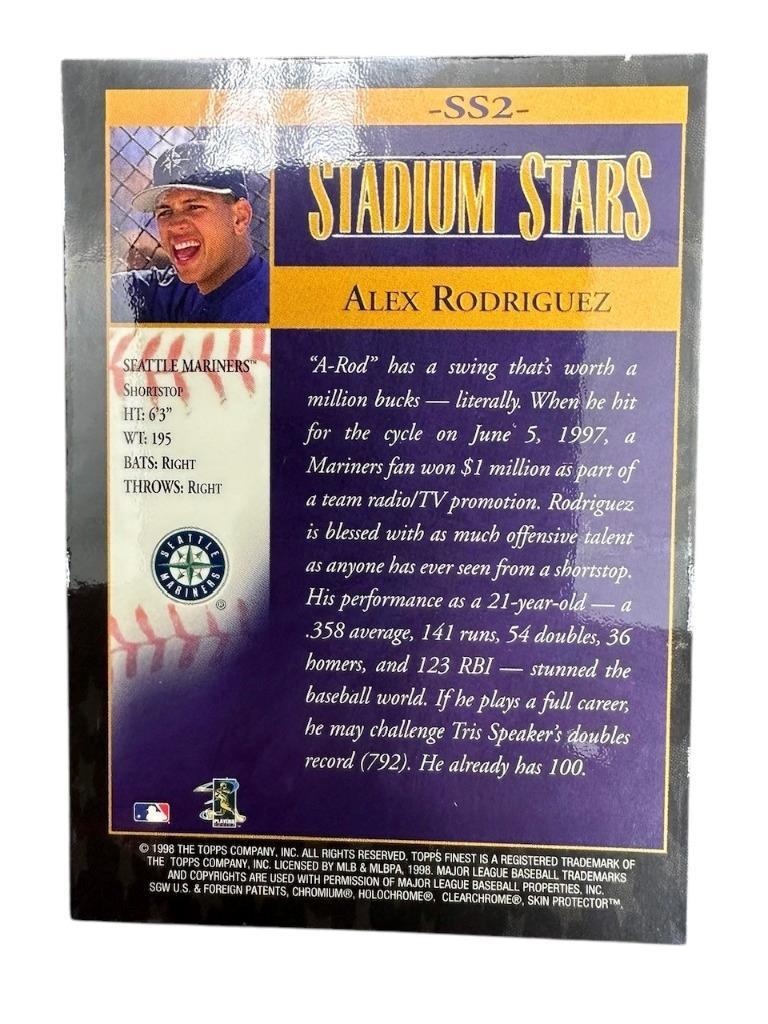 -SS2-
STADIUM STARS
ALEX RODRIGUEZ
SEATTLE MARINERS™
SHORTSTOP
HT: 6'3"
WT: 195
BATS: RIGHT
THROWS: RIGHT
SEATTLE
MARINERS
®
"A-Rod" has a swing that's worth a
million bucks — literally. When he hit
for the cycle on June 5, 1997, a
Mariners fan won $1 million as part of
a team radio/TV promotion. Rodriguez
is blessed with as much offensive talent
as anyone has ever seen from a shortstop.
His performance as a 21-year-old — a
.358 average, 141 runs, 54 doubles, 36
homers, and 123 RBI — stunned the
baseball world. If he plays a full career,
he may challenge Tris Speaker's doubles
record (792). He already has 100.
PLAYERS
© 1998 THE TOPPS COMPANY, INC. ALL RIGHTS RESERVED. TOPPS FINEST IS A REGISTERED TRADEMARK OF
THE TOPPS COMPANY, INC. LICENSED BY MLB & MLBPA, 1998. MAJOR LEAGUE BASEBALL TRADEMARKS
AND COPYRIGHTS ARE USED WITH PERMISSION OF MAJOR LEAGUE BASEBALL PROPERTIES, INC.
SGW U.S. & FOREIGN PATENTS, CHROMIUM®, HOLOCHROME®, CLEARCHROME®, SKIN PROTECTOR™.